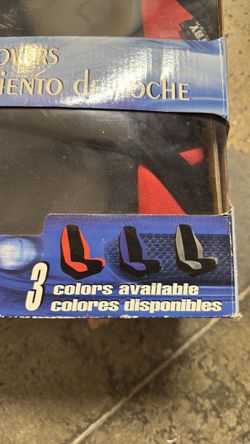 OVERS
IENTO de COCHE
3 colors available
colores disponibles